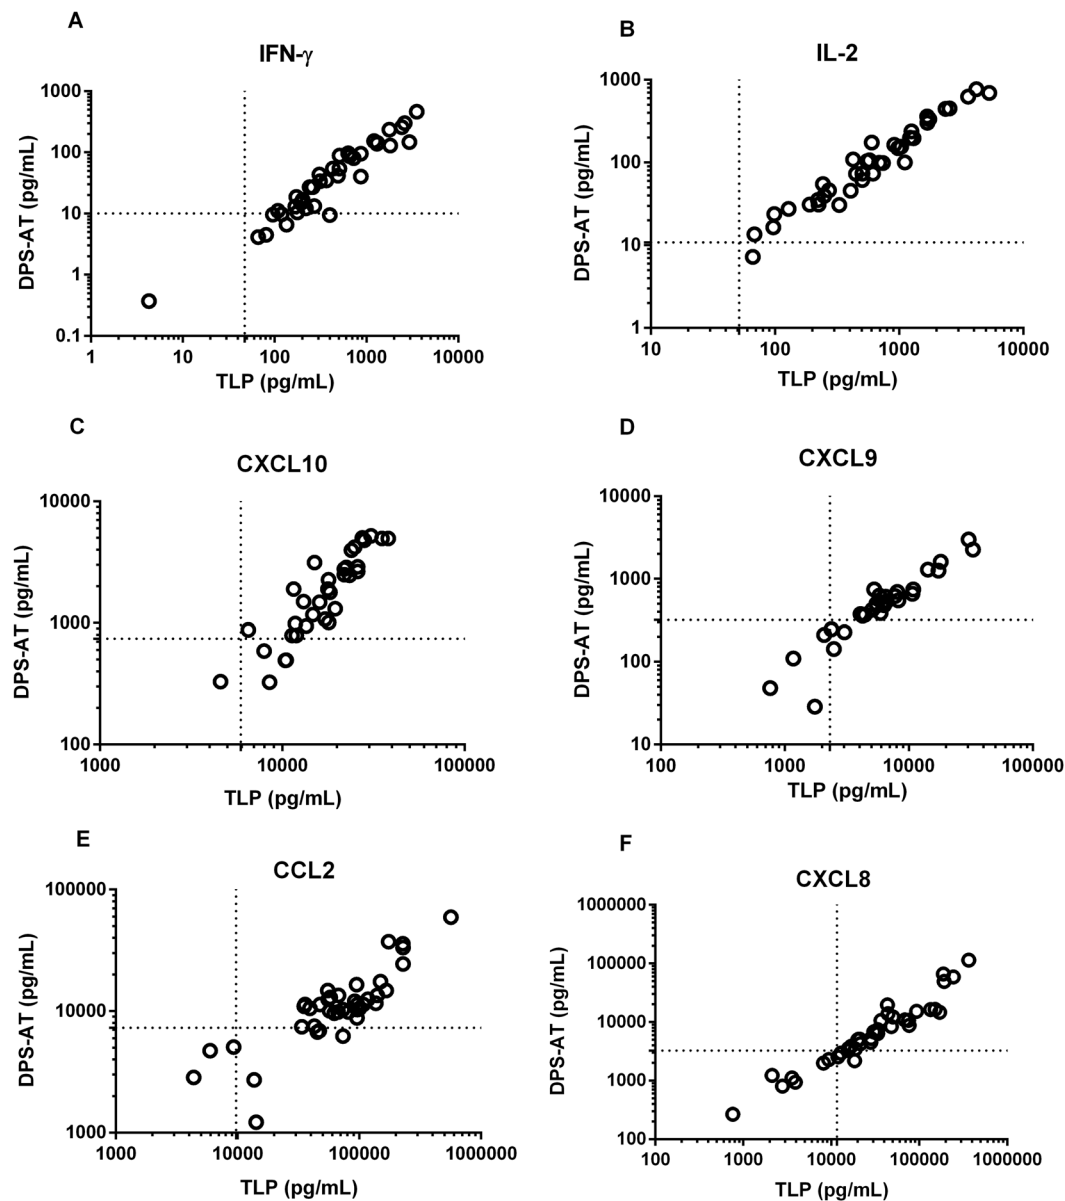 A
IFN-γ
1000
100
10
1
0.1
DPS-AT (pg/mL)
1 10 100 1000 10000
TLP (pg/mL)
B
IL-2
1000
100
10
1
DPS-AT (pg/mL)
10 100 1000 10000
TLP (pg/mL)
C
CXCL10
10000
1000
100
DPS-AT (pg/mL)
1000 10000 100000
TLP (pg/mL)
D
CXCL9
10000
1000
100
10
DPS-AT (pg/mL)
100 1000 10000 100000
TLP (pg/mL)
E
CCL2
100000
10000
1000
DPS-AT (pg/mL)
1000 10000 100000 1000000
TLP (pg/mL)
F
CXCL8
1000000
100000
10000
1000
100
DPS-AT (pg/mL)
100 1000 10000 100000 1000000
TLP (pg/mL)